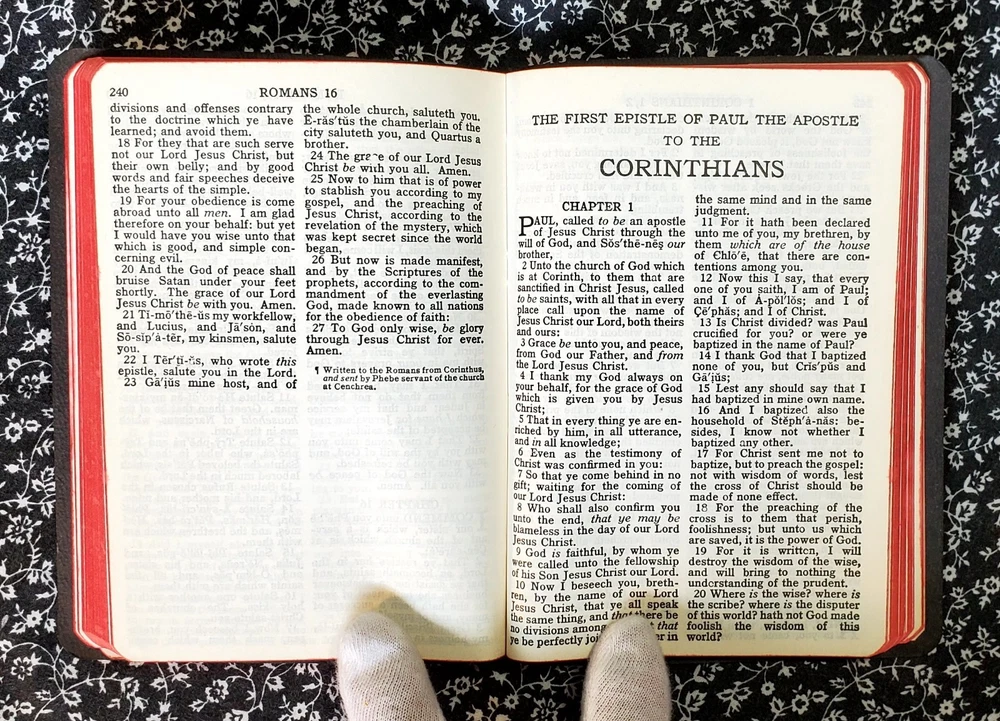 240
ROMANS 16
divisions and offenses contrary
to the doctrine which ye have
learned; and avoid them.
18 For they that are such serve
not our Lord Jesus Christ, but
their own belly; and by good
words and fair speeches deceive
the hearts of the simple.
19 For your obedience is come
abroad unto all men. I am glad
therefore on your behalf: but yet
I would have you wise unto that
which is good, and simple con-
cerning evil.
20 And the God of peace shall
bruise Satan under your feet
shortly. The grace of our Lord
Jesus Christ be with you. Amen.
21 Ti-mō′thē-ŭs my workfellow,
and Lucius, and Jā′sòn, and
Sō-sĭp′à-tẽr, my kinsmen, salute
you.
22 I Tẽr′tĭ-ŭs, who wrote this
epistle, salute you in the Lord.
23 Gā′jŭs mine host, and of
the whole church, saluteth you.
Ē-răs′tŭs the chamberlain of the
city saluteth you, and Quartus a
brother.
24 The grace of our Lord Jesus
Christ be with you all. Amen.
25 Now to him that is of power
to stablish you according to my
gospel, and the preaching of
Jesus Christ, according to the
revelation of the mystery, which
was kept secret since the world
began,
26 But now is made manifest,
and by the Scriptures of the
prophets, according to the com-
mandment of the everlasting
God, made known to all nations
for the obedience of faith:
27 To God only wise, be glory
through Jesus Christ for ever.
Amen.
¶ Written to the Romans from Corinthus,
and sent by Phebe servant of the church
at Cenchrea.
THE FIRST EPISTLE OF PAUL THE APOSTLE
TO THE
CORINTHIANS
CHAPTER 1
PAUL, called to be an apostle
of Jesus Christ through the
will of God, and Sŏs′thē-nēş our
brother,
2 Unto the church of God which
is at Corinth, to them that are
sanctified in Christ Jesus, called
to be saints, with all that in every
place call upon the name of
Jesus Christ our Lord, both theirs
and ours:
3 Grace be unto you, and peace,
from God our Father, and from
the Lord Jesus Christ.
4 I thank my God always on
your behalf, for the grace of God
which is given you by Jesus
Christ;
5 That in every thing ye are en-
riched by him, in all utterance,
and in all knowledge;
6 Even as the testimony of
Christ was confirmed in you:
7 So that ye come behind in no
gift; waiting for the coming of
our Lord Jesus Christ:
8 Who shall also confirm you
unto the end, that ye may be
blameless in the day of our Lord
Jesus Christ.
9 God is faithful, by whom ye
were called unto the fellowship
of his Son Jesus Christ our Lord.
10 Now I beseech you, breth-
ren, by the name of our Lord
Jesus Christ, that ye all speak
the same thing, and that there be
no divisions among that
ye be perfectly in
the same mind and in the same
judgment.
11 For it hath been declared
unto me of you, my brethren, by
them which are of the house
of Chlō′ē, that there are con-
tentions among you.
12 Now this I say, that every
one of you saith, I am of Paul;
and I of Á-pŏl′lŏs; and I of
Çē′phăs; and I of Christ.
13 Is Christ divided? was Paul
crucified for you? or were ye
baptized in the name of Paul?
14 I thank God that I baptized
none of you, but Crĭs′pŭs and
Gā′jŭs;
15 Lest any should say that I
had baptized in mine own name.
16 And I baptized also the
household of Stĕph′à-năs: be-
sides, I know not whether I
baptized any other.
17 For Christ sent me not to
baptize, but to preach the gospel:
not with wisdom of words, lest
the cross of Christ should be
made of none effect.
18 For the preaching of the
cross is to them that perish,
foolishness; but unto us which
are saved, it is the power of God.
19 For it is written, I will
destroy the wisdom of the wise,
and will bring to nothing the
understanding of the prudent.
20 Where is the wise? where is
the scribe? where is the disputer
of this world? hath not God made
foolish the wisdom of this
world?